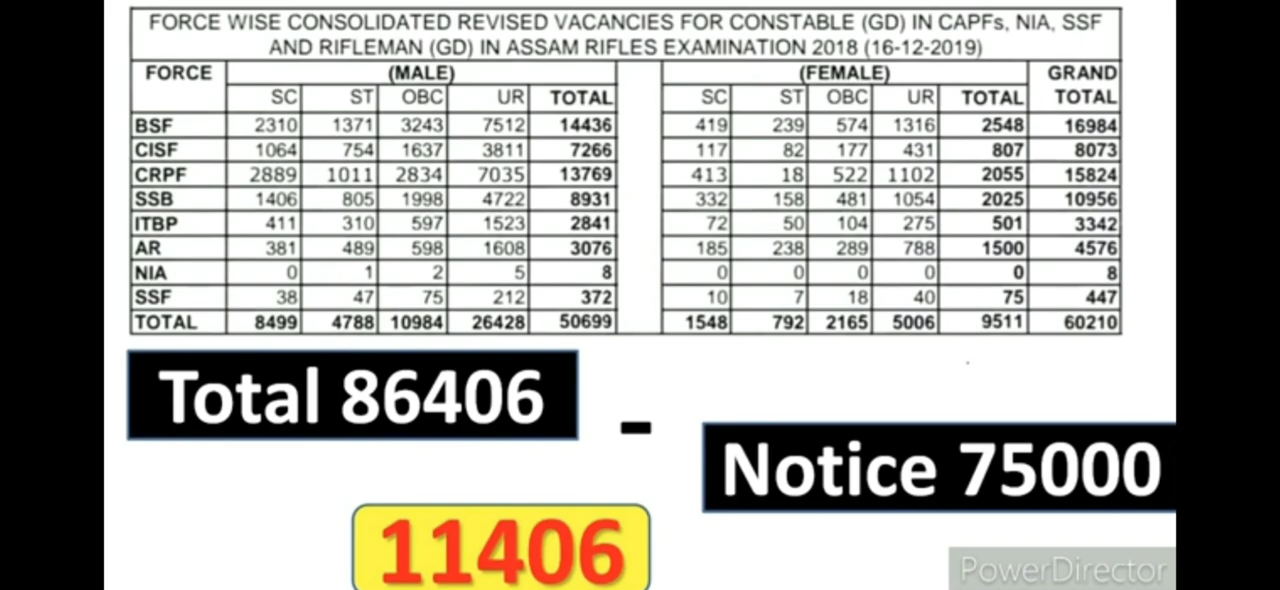 FORCE WISE CONSOLIDATED REVISED VACANCIES FOR CONSTABLE (GD) IN CAPFs, NIA, SSF
AND RIFLEMAN (GD) IN ASSAM RIFLES EXAMINATION 2018 (16-12-2019)
FORCE (MALE) (FEMALE) GRAND
SC ST OBC UR TOTAL SC ST OBC UR TOTAL TOTAL
BSF 2310 1371 3243 7512 14436 419 239 574 1316 2548 16984
CISF 1064 754 1637 3811 7266 117 82 177 431 807 8073
CRPF 2889 1011 2834 7035 13769 413 18 522 1102 2055 15824
SSB 1406 805 1998 4722 8931 332 158 481 1054 2025 10956
ITBP 411 310 597 1523 2841 72 50 104 275 501 3342
AR 381 489 598 1608 3076 185 238 289 788 1500 4576
NIA 0 1 2 5 8 0 0 0 0 0 8
SSF 38 47 75 212 372 10 7 18 40 75 447
TOTAL 8499 4788 10984 26428 50699 1548 792 2165 5006 9511 60210
Total 86406
-
Notice 75000
11406
PowerDirector